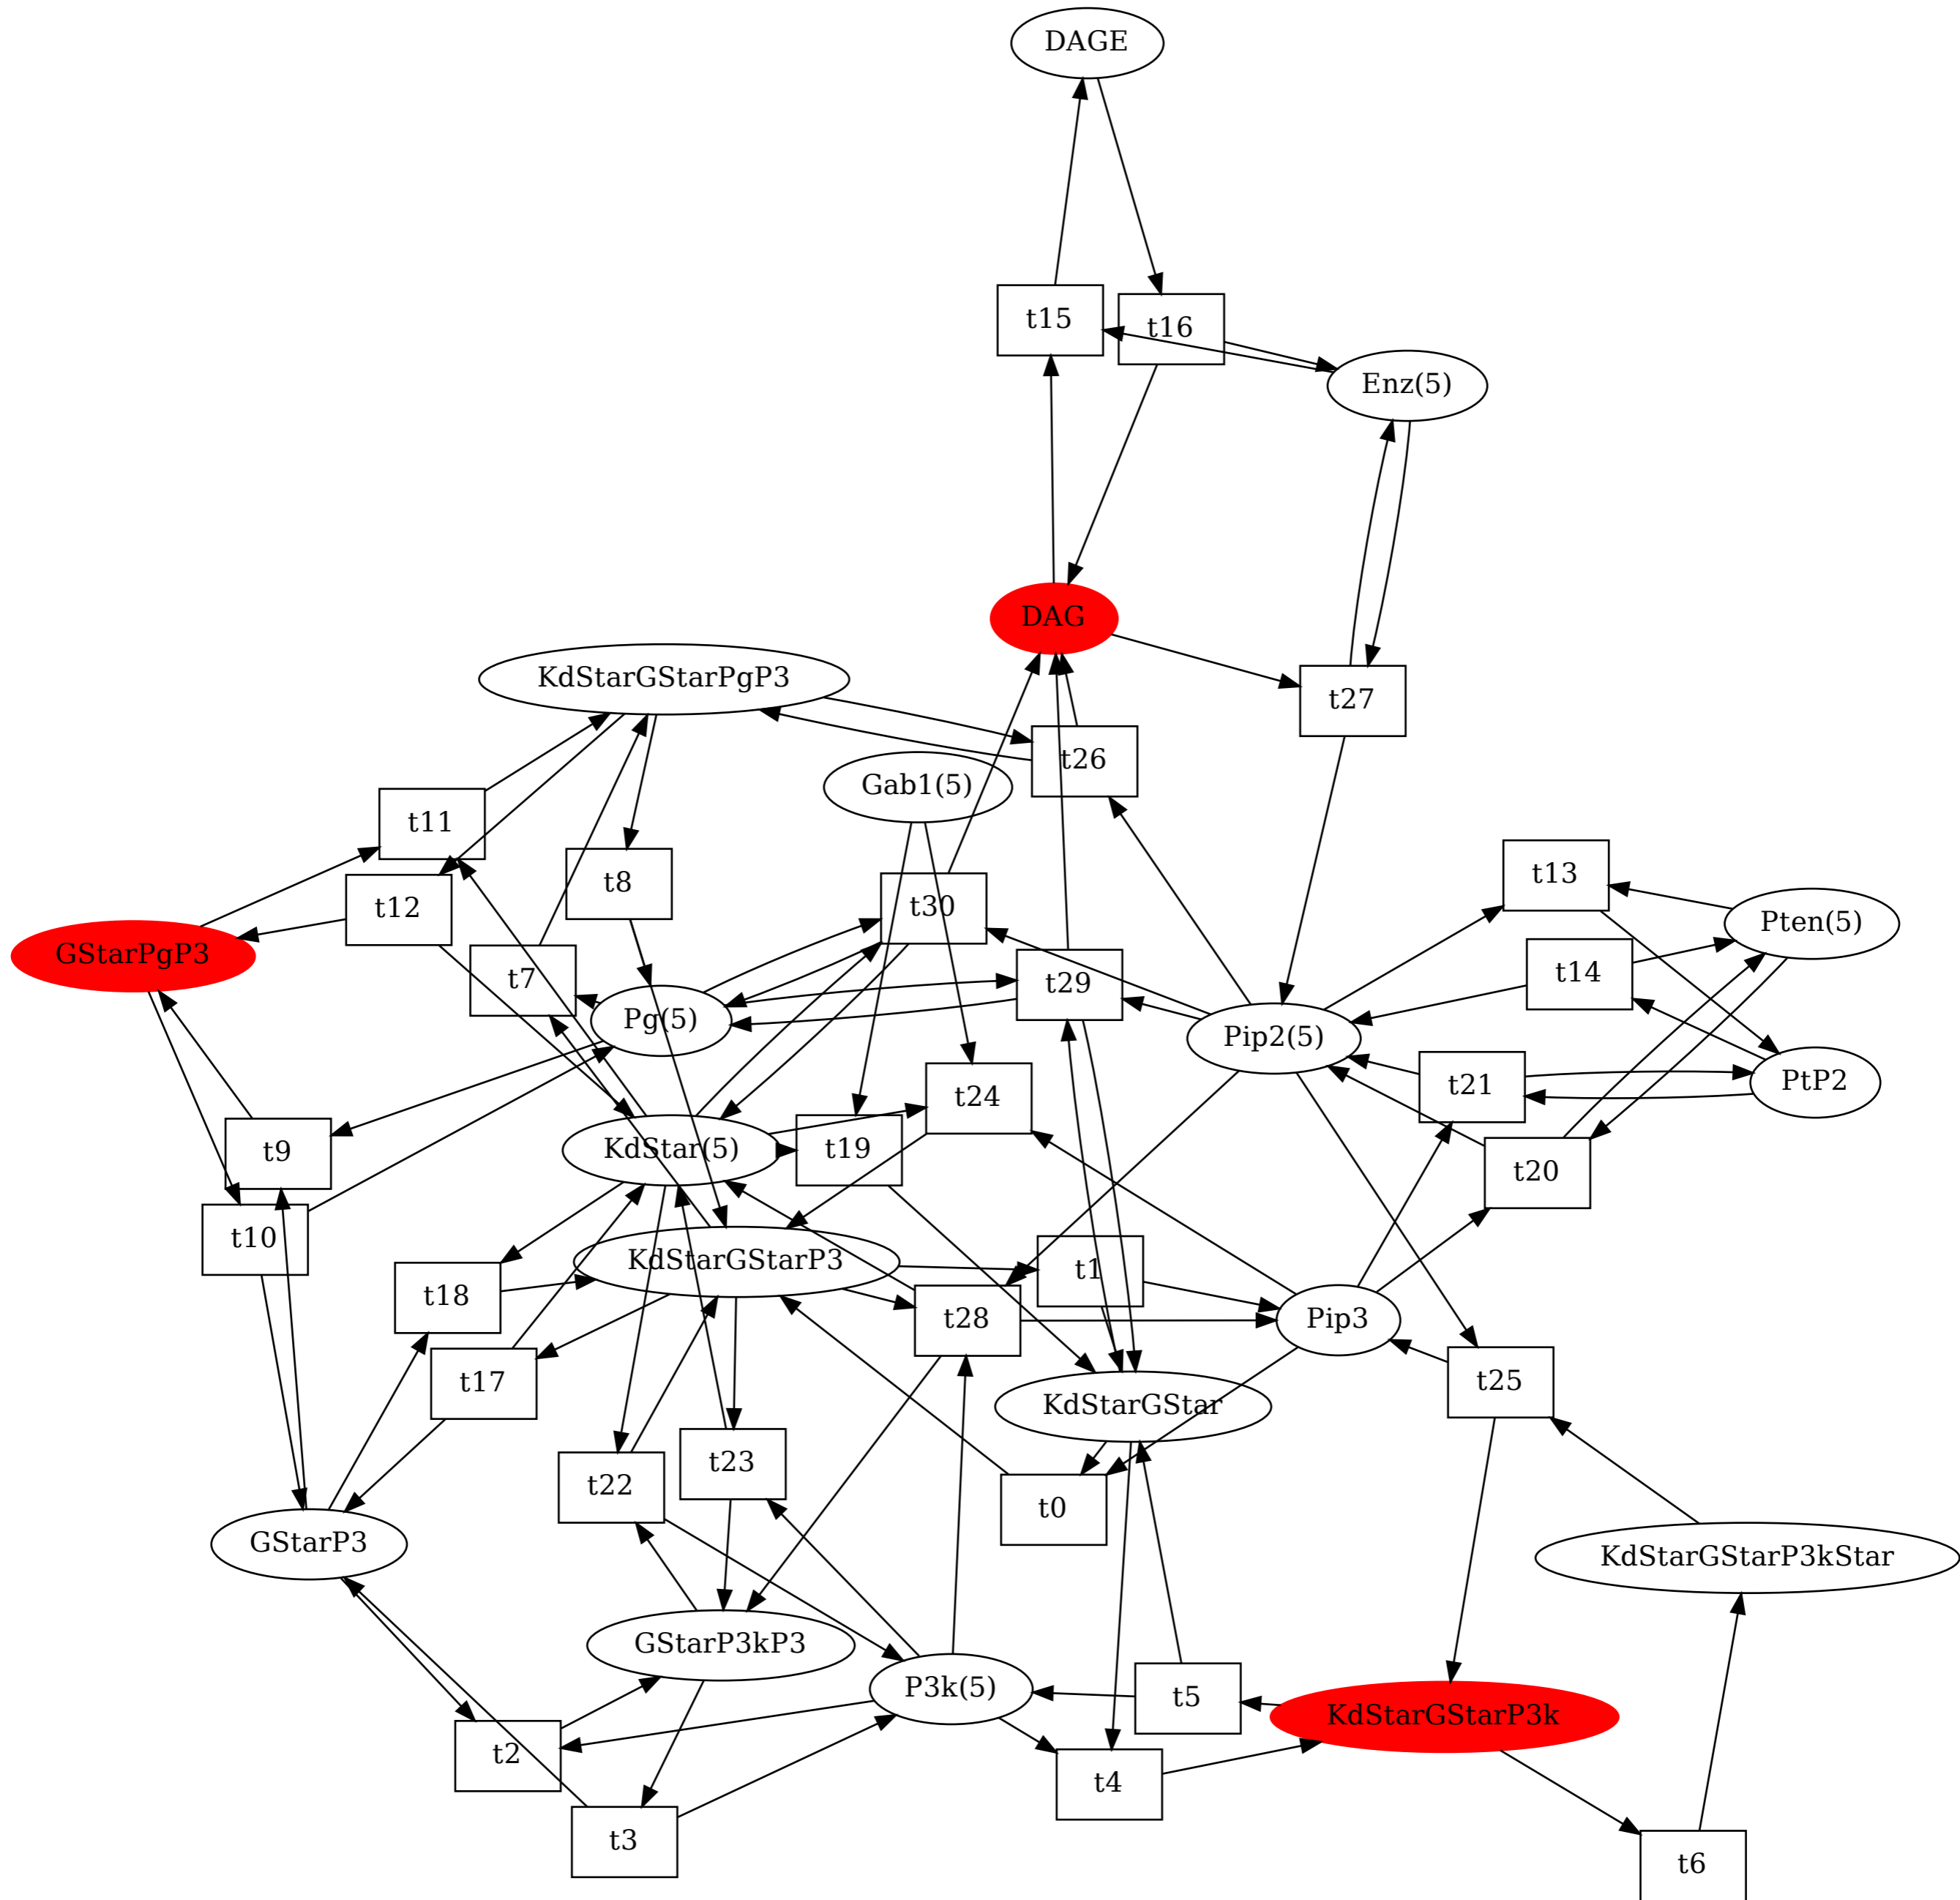 DAGE
t15
t16
Enz(5)
DAG
KdStarGStarPgP3
t27
t26
Gab1(5)
t11
t13
t8
t12
t30
Pten(5)
GStarPgP3
t7
t29
t14
Pg(5)
Pip2(5)
t24
t21
PtP2
t9
KdStar(5)
t19
t20
t10
KdStarGStarP3
t1
t18
t28
Pip3
t17
t25
KdStarGStar
t23
t22
t0
GStarP3
KdStarGStarP3kStar
GStarP3kP3
P3k(5)
t5
KdStarGStarP3k
t2
t4
t3
t6